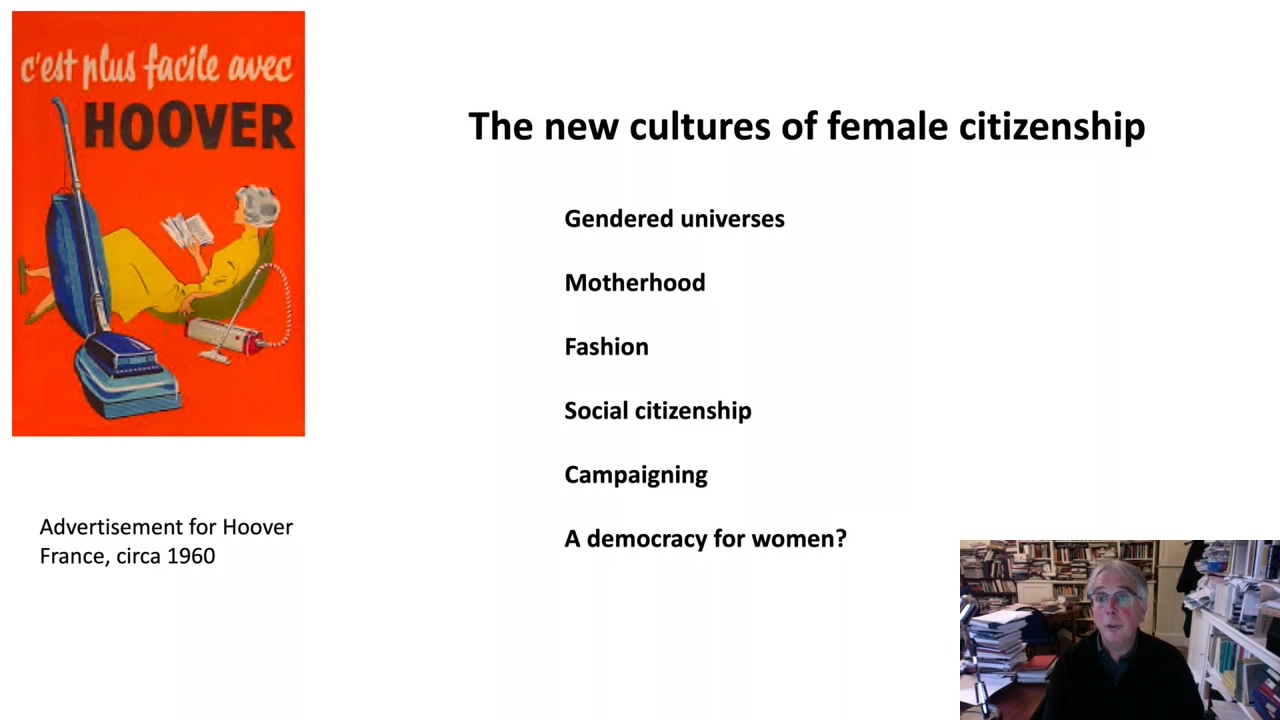 c'est plus facile avec
HOOVER
The new cultures of female citizenship
Gendered universes
Motherhood
Fashion
Social citizenship
Campaigning
A democracy for women?
Advertisement for Hoover
France, circa 1960